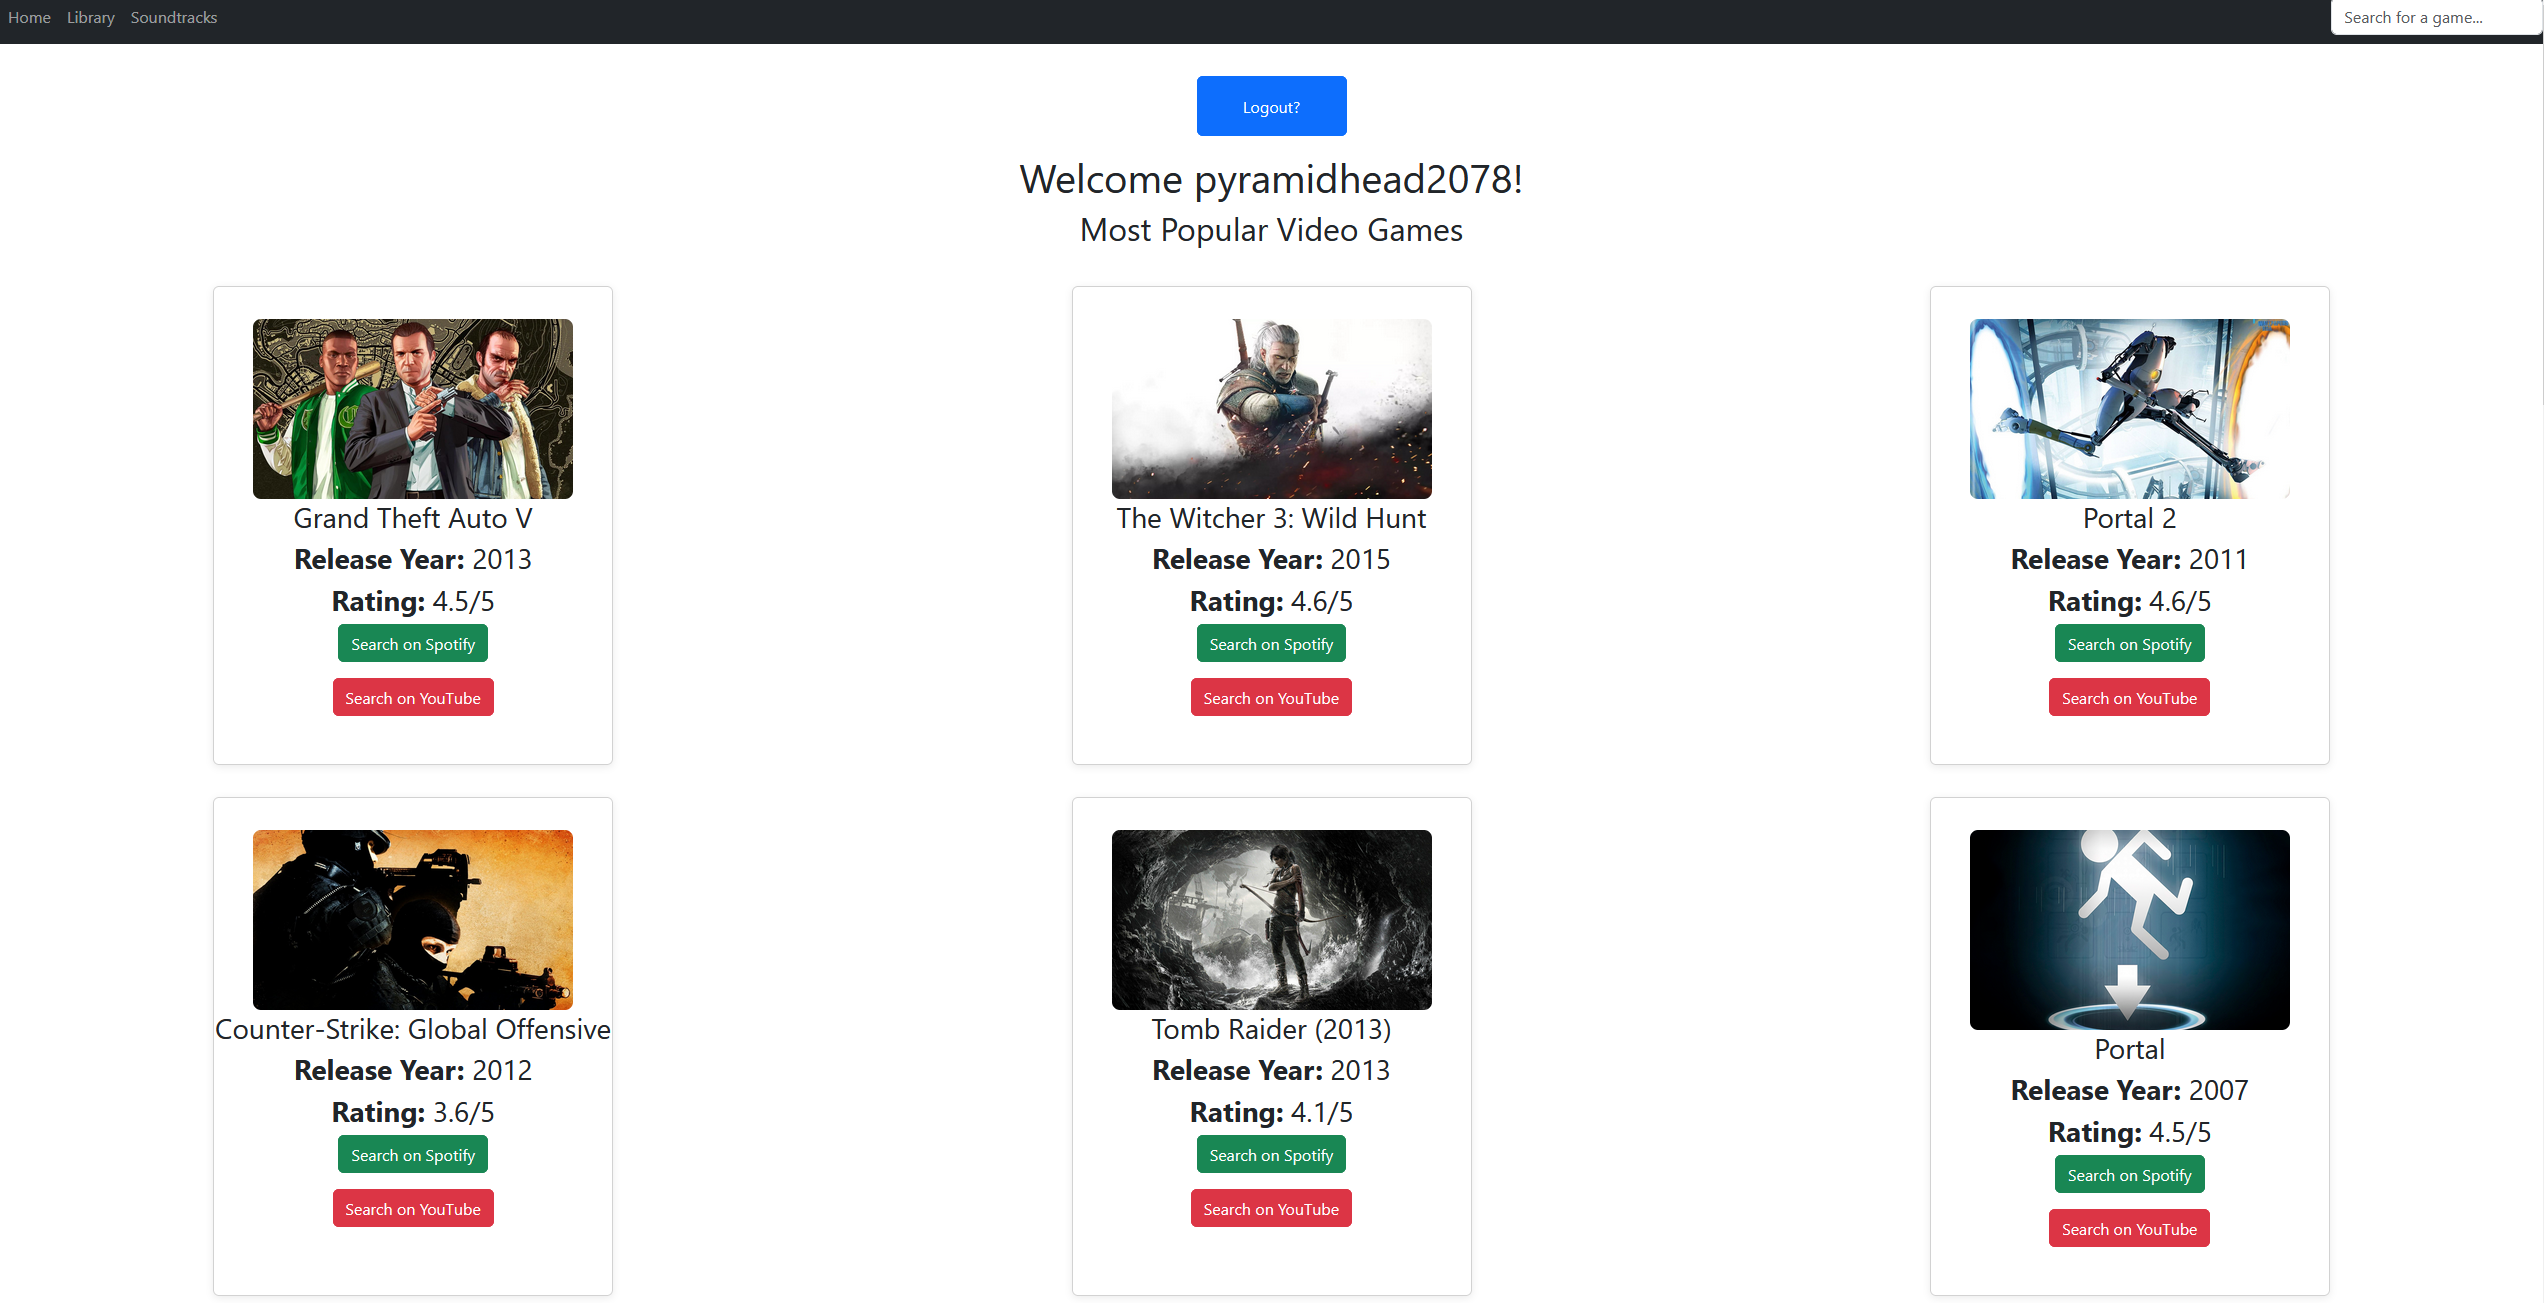 Home Library Soundtracks Search for a game...
Logout?
Welcome pyramidhead2078!
Most Popular Video Games
Grand Theft Auto V
Release Year: 2013
Rating: 4.5/5
Search on Spotify
Search on YouTube
The Witcher 3: Wild Hunt
Release Year: 2015
Rating: 4.6/5
Search on Spotify
Search on YouTube
Portal 2
Release Year: 2011
Rating: 4.6/5
Search on Spotify
Search on YouTube
Counter-Strike: Global Offensive
Release Year: 2012
Rating: 3.6/5
Search on Spotify
Search on YouTube
Tomb Raider (2013)
Release Year: 2013
Rating: 4.1/5
Search on Spotify
Search on YouTube
Portal
Release Year: 2007
Rating: 4.5/5
Search on Spotify
Search on YouTube